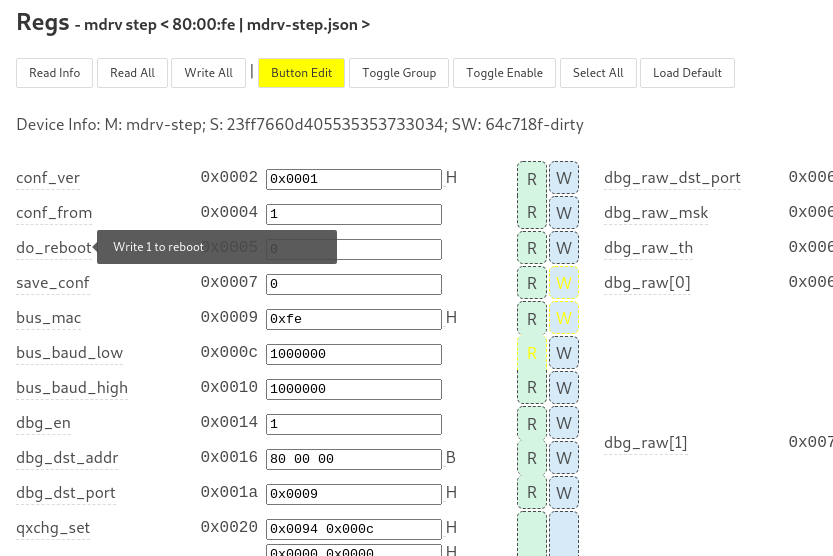 Regs - mdrv step < 80:00:fe | mdrv-step.json >
Read Info Read All Write All | Button Edit Toggle Group Toggle Enable Select All Load Default
Device Info: M: mdrv-step; S: 23ff7660d405535353733034; SW: 64c718f-dirty
conf_ver 0x0002 0x0001 H R W dbg_raw_dst_port 0x006
conf_from 0x0004 1 R W dbg_raw_msk 0x006
do_reboot Write 1 to reboot 0x0005 0 R W dbg_raw_th 0x006
save_conf 0x0007 0 R W dbg_raw[0] 0x006
bus_mac 0x0009 0xfe H R W
bus_baud_low 0x000c 1000000 R W
bus_baud_high 0x0010 1000000 R W
dbg_en 0x0014 1 R W dbg_raw[1] 0x007
dbg_dst_addr 0x0016 80 00 00 B R W
dbg_dst_port 0x001a 0x0009 H R W
qxchg_set 0x0020 0x0094 0x000c H
0x0000 0x0000 H